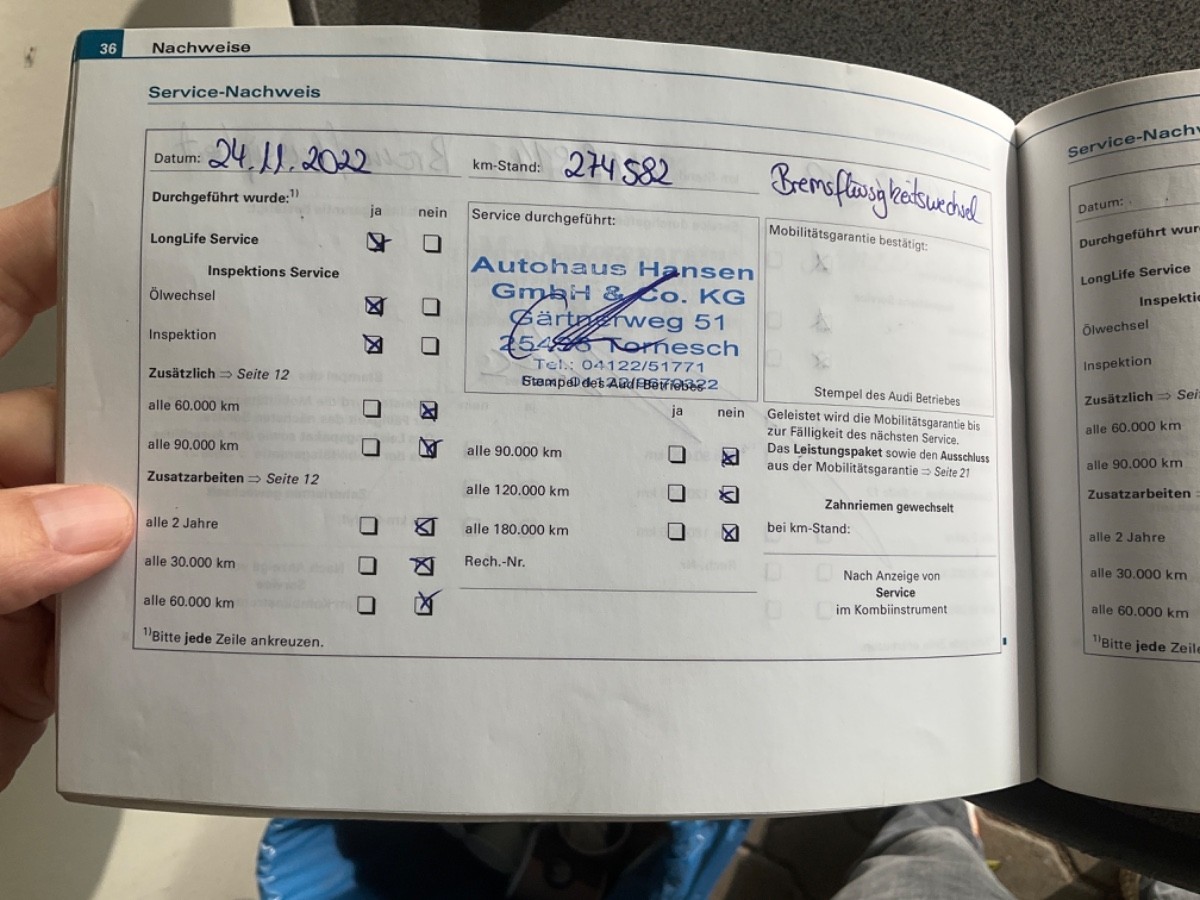 36 Nachweise
Service-Nachweis
Datum: 24.11.2022 km-Stand: 274582 Bremsflüssigkeitswechsel
Durchgeführt wurde:1)
ja nein
LongLife Service
Inspektions Service
Ölwechsel
Inspektion
Zusätzlich ⇒ Seite 12
alle 60.000 km
alle 90.000 km
Zusatzarbeiten ⇒ Seite 12
alle 2 Jahre
alle 30.000 km
alle 60.000 km
1)Bitte jede Zeile ankreuzen.
Service durchgeführt:
Autohaus Hansen
GmbH & Co. KG
Gärtnerweg 51
Tornesch
Tel.: 04122/51771
Stempel des Audi Betriebes
ja nein
alle 90.000 km
alle 120.000 km
alle 180.000 km
Rech.-Nr.
Mobilitätsgarantie bestätigt:
Stempel des Audi Betriebes
Geleistet wird die Mobilitätsgarantie bis
zur Fälligkeit des nächsten Service.
Das Leistungspaket sowie den Ausschluss
aus der Mobilitätsgarantie ⇒ Seite 21
Zahnriemen gewechselt
bei km-Stand:
Nach Anzeige von
Service
im Kombiinstrument
Service-Nachw
Datum:
Durchgeführt wur
LongLife Service
Inspekti
Ölwechsel
Inspektion
Zusätzlich ⇒ Sei
alle 60.000 km
alle 90.000 km
Zusatzarbeiten
alle 2 Jahre
alle 30.000 km
alle 60.000 km
1)Bitte jede Zeile